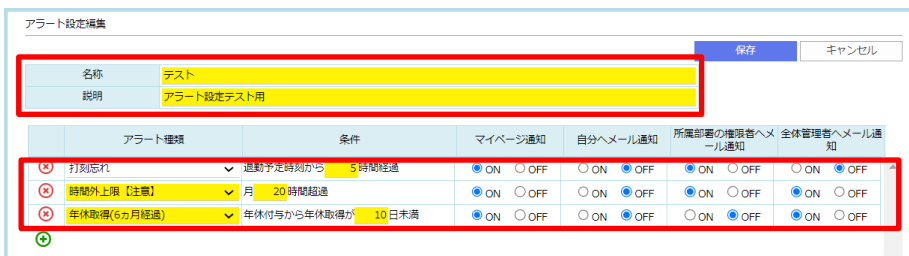 アラート設定編集
保存 キャンセル
名称 テスト
説明 アラート設定テスト用
アラート種類 条件 マイページ通知 自分へメール通知 所属部署の権限者へメール通知 全体管理者へメール通知
打刻忘れ 退勤予定時刻から 5 時間経過 ON OFF ON OFF ON OFF ON OFF
時間外上限【注意】 月 20 時間超過 ON OFF ON OFF ON OFF ON OFF
年休取得(6ヵ月経過) 年休付与から年休取得が 10 日未満 ON OFF ON OFF ON OFF ON OFF